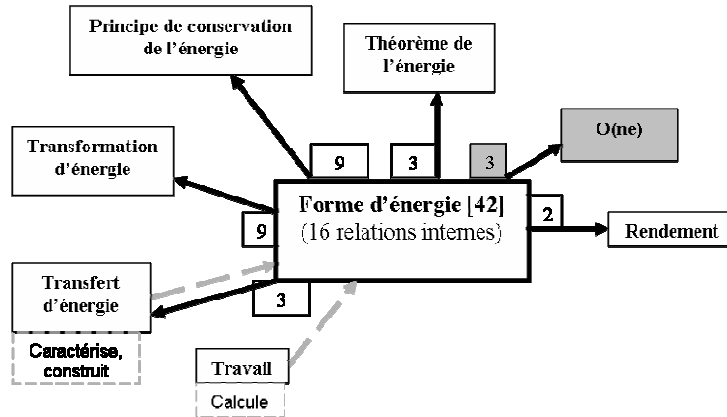 Principe de conservation
de l'énergie
Théorème de
l'énergie
O(ne)
Transformation
d'énergie
9
3
3
Forme d'énergie [42]
(16 relations internes)
2
Rendement
9
Transfert
d'énergie
3
Caractérise,
construit
Travail
Calcule